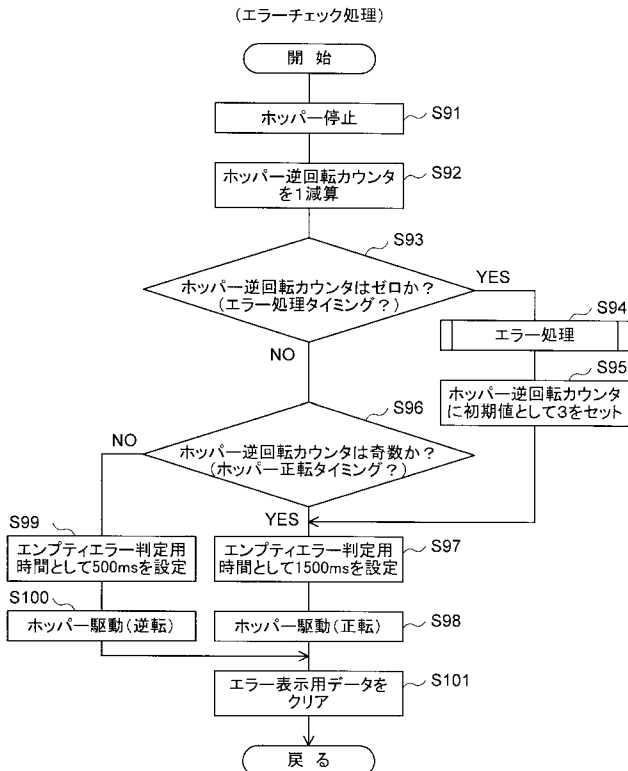 (エラーチェック処理)
開 始
ホッパー停止
S91
ホッパー逆回転カウンタ
を1減算
S92
S93
ホッパー逆回転カウンタはゼロか?
(エラー処理タイミング?)
YES
NO
S94
エラー処理
S95
ホッパー逆回転カウンタ
に初期値として3をセット
S96
ホッパー逆回転カウンタは奇数か?
(ホッパー正転タイミング?)
NO
YES
S99
エンプティエラー判定用
時間として500msを設定
エンプティエラー判定用
時間として1500msを設定
S97
S100
ホッパー駆動(逆転)
ホッパー駆動(正転)
S98
エラー表示用データを
クリア
S101
戻 る